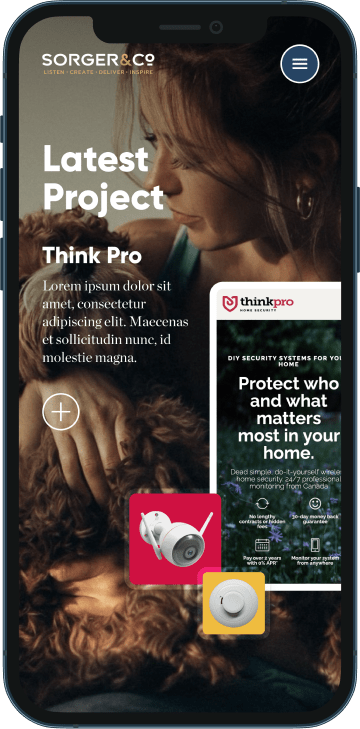 SORGER&CO
LISTEN • CREATE • DELIVER • INSPIRE
Latest
Project
Think Pro
Lorem ipsum dolor sit
amet, consectetur
adipiscing elit. Maecenas
et sollicitudin nunc, id
molestie magna.
thinkpro
HOME SECURITY
DIY SECURITY SYSTEMS FOR YOU
HOME
Protect who
and what
matters
most in your
home.
Dead simple, do-it-yourself wireles
home security. 24/7 professional
monitoring from Canada
No lengthy
contracts or hidden
fees
30-day money back
guarantee
Pay over 2 years
with 0% APR*
Monitor your system
from anywhere